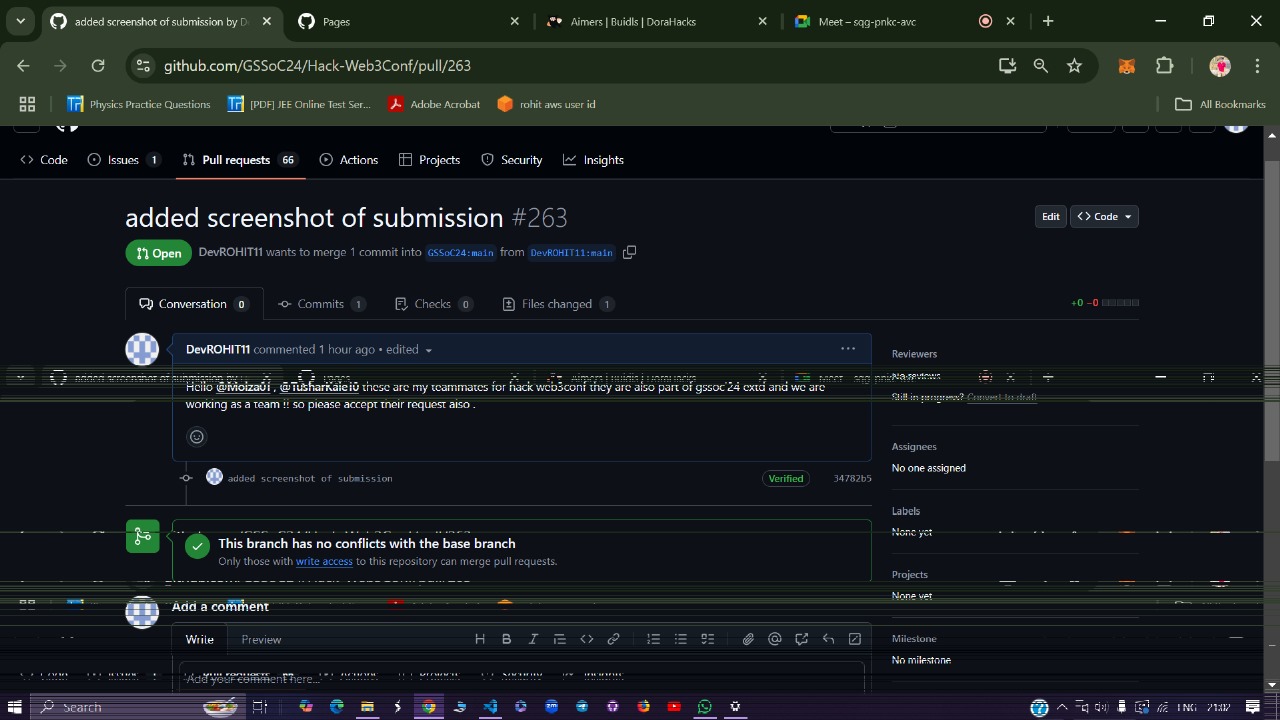 added screenshot of submission by D
Pages
Aimers | Buidls | DoraHacks
Meet – sqg-pnkc-avc
github.com/GSSoC24/Hack-Web3Conf/pull/263
Physics Practice Questions
[PDF] JEE Online Test Ser...
Adobe Acrobat
rohit aws user id
All Bookmarks
Code
Issues 1
Pull requests 66
Actions
Projects
Security
Insights
added screenshot of submission #263
Edit
Code
Open
DevROHIT11 wants to merge 1 commit into GSSoC24:main from DevROHIT11:main
Conversation 0
Commits 1
Checks 0
Files changed 1
+0 −0
DevROHIT11 commented 1 hour ago • edited
Hello , @TusharKale10 these are my teammates for hack web3conf they are also part of gssoc'24 extd and we are
working as a team !! so please accept their request also .
added screenshot of submission
Verified
34782b5
This branch has no conflicts with the base branch
Only those with write access to this repository can merge pull requests.
Add a comment
Write
Preview
Add your comment here...
Reviewers
No reviews
Still in progress? Convert to draft
Assignees
No one assigned
Labels
None yet
Projects
None yet
Milestone
No milestone
Search
ENG
21:02